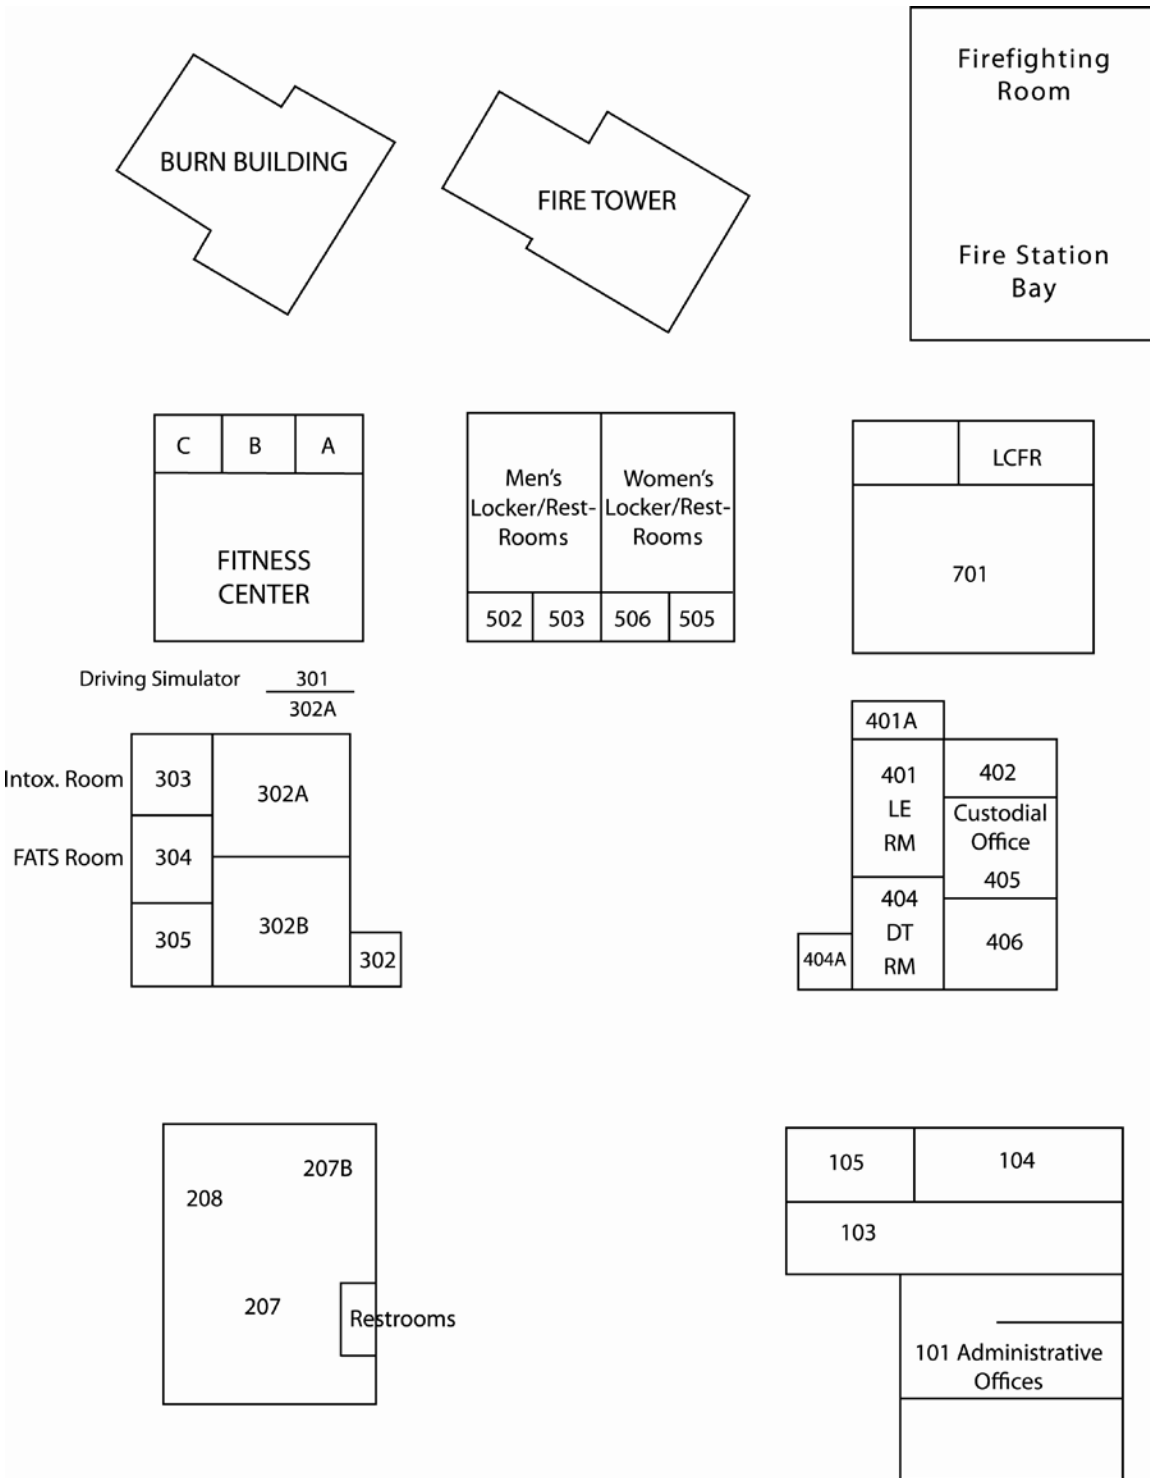 Firefighting
Room
BURN BUILDING
FIRE TOWER
Fire Station
Bay
C
B
A
FITNESS
CENTER
Men's
Locker/Rest-
Rooms
Women's
Locker/Rest-
Rooms
502
503
506
505
LCFR
701
Driving Simulator
301
302A
Intox. Room
303
302A
FATS Room
304
305
302B
302
401A
401
LE
RM
402
Custodial
Office
405
404
DT
RM
404A
406
207B
208
207
Restrooms
105
104
103
101 Administrative
Offices